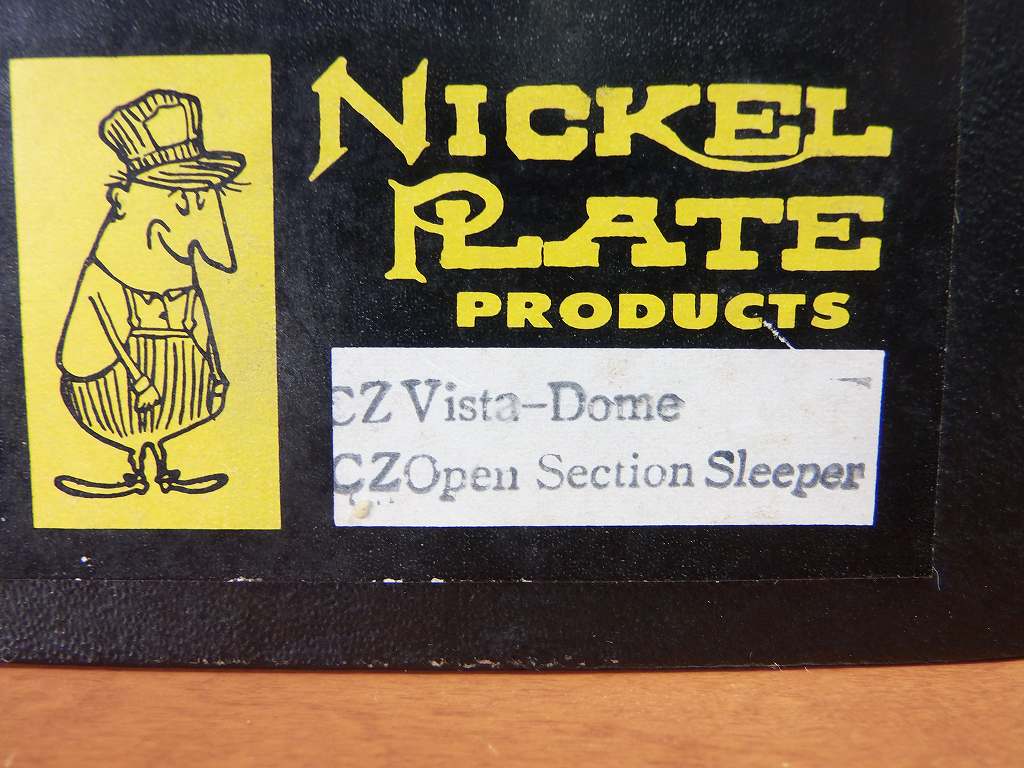 NICKEL
PLATE
PRODUCTS
CZ Vista-Dome
CZ Open Section Sleeper